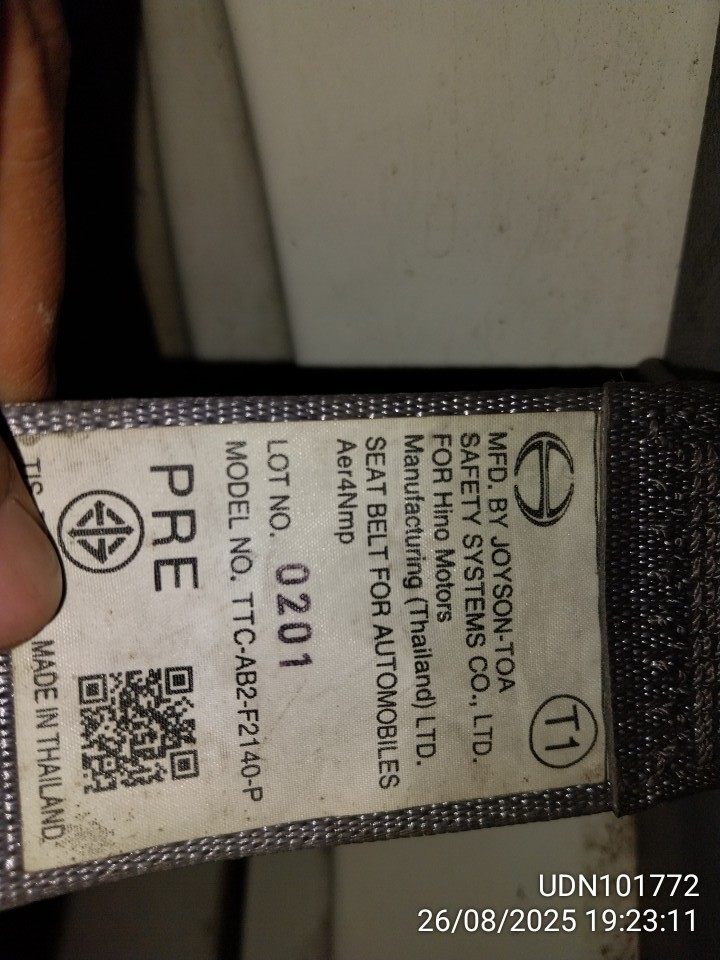 T1
MFD. BY JOYSON-TOA
SAFETY SYSTEMS CO., LTD.
FOR Hino Motors
Manufacturing (Thailand) LTD.
SEAT BELT FOR AUTOMOBILES
Aer4Nmp
LOT NO. 0201
MODEL NO. TTC-AB2-F2140-P
PRE
TIS
MADE IN THAILAND
UDN101772
26/08/2025 19:23:11